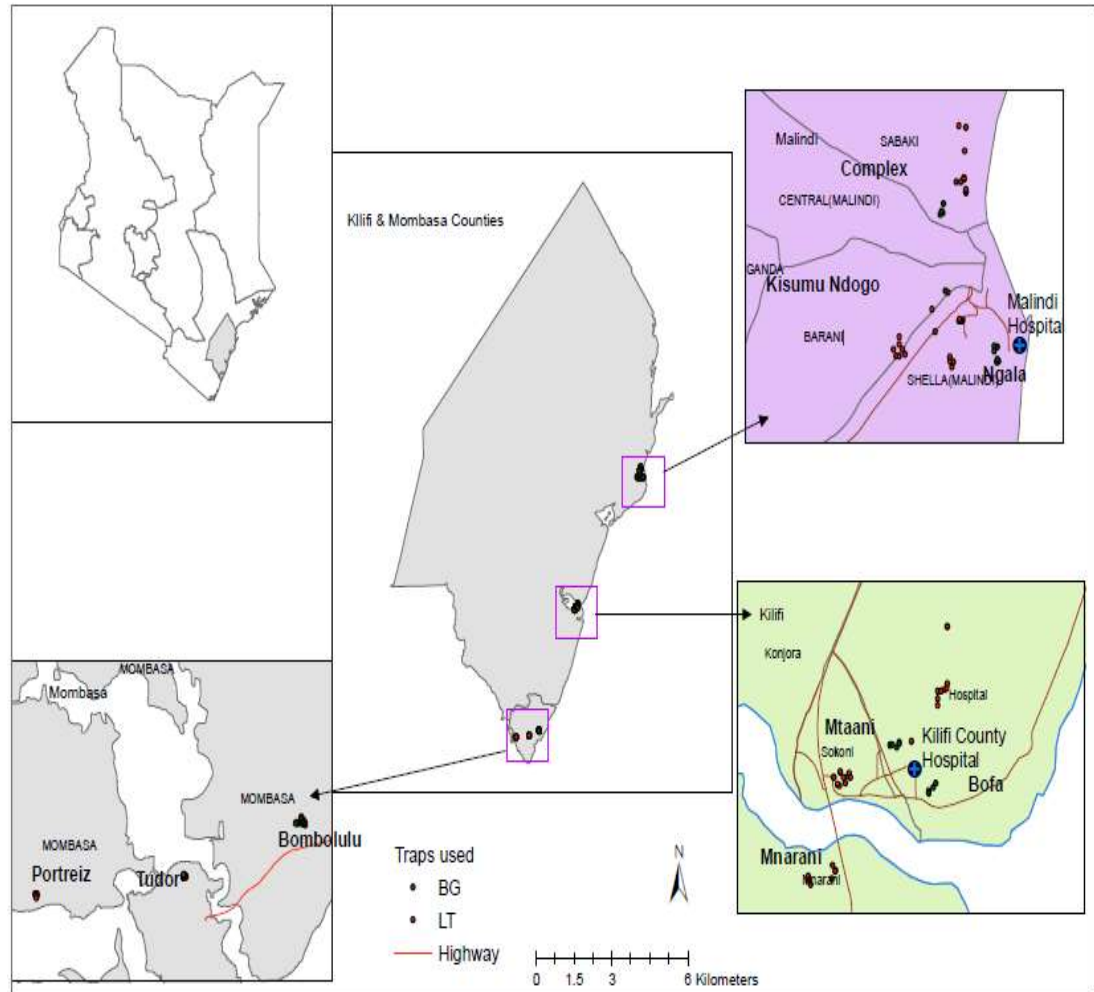 KIlifi & Mombasa Counties
Malindi
SABAKI
Complex
CENTRAL(MALINDI)
GANDA
Kisumu Ndogo
BARANI
Malindi
Hospital
Ngala
SHELLA(MALINDI)
Kilifi
Konjora
Hospital
Mtaani
Sokoni
Kilifi County
Hospital
Bofa
Mnarani
Mnarani
MOMBASA
Mombasa
MOMBASA
Bombolulu
MOMBASA
Portreiz
Tudor
Traps used
BG
LT
Highway
N
0 1.5 3 6 Kilometers